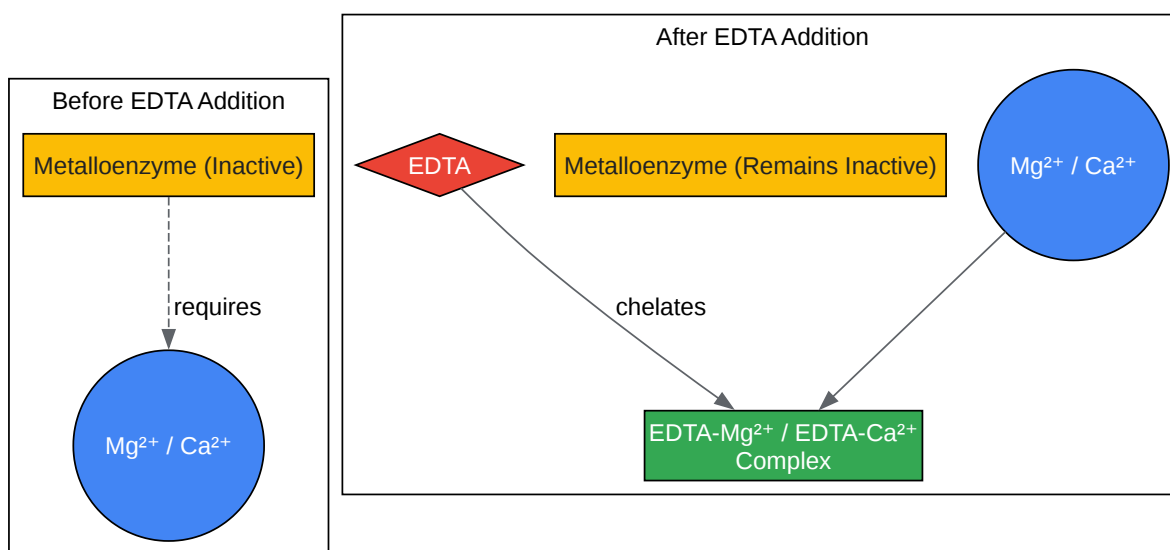 Before EDTA Addition
Metalloenzyme (Inactive)
requires
Mg²⁺ / Ca²⁺
After EDTA Addition
EDTA
Metalloenzyme (Remains Inactive)
Mg²⁺ / Ca²⁺
chelates
EDTA-Mg²⁺ / EDTA-Ca²⁺
Complex